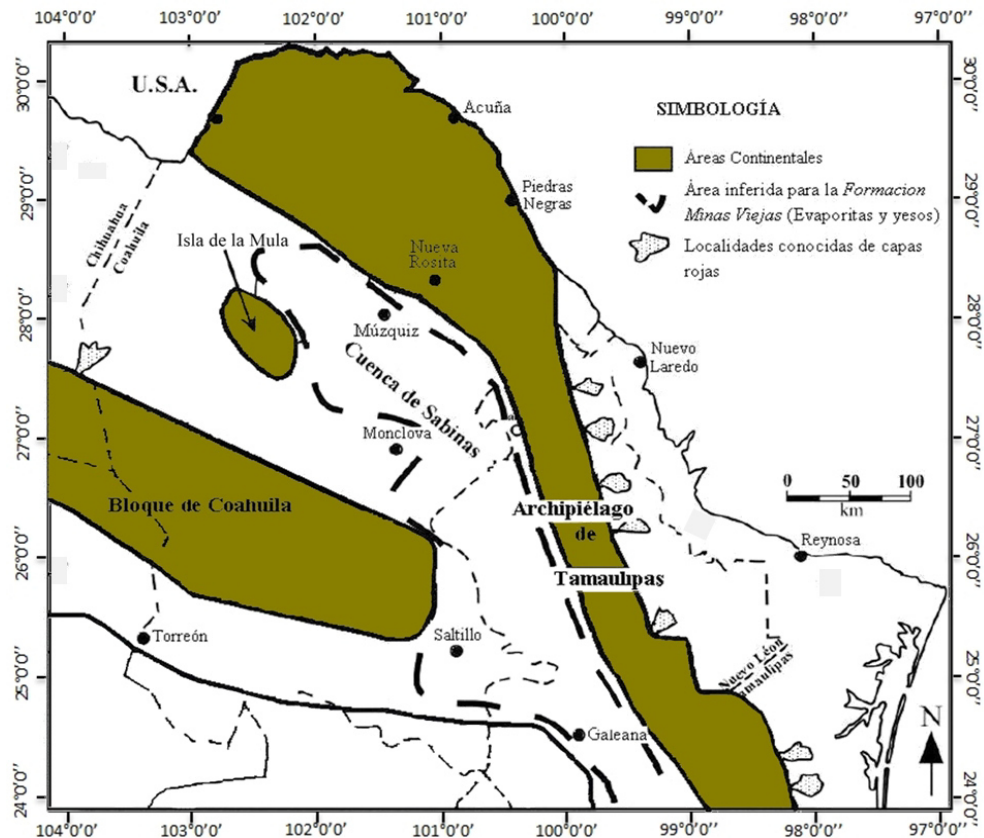 104°0'0'' 103°0'0'' 102°0'0'' 101°0'0'' 100°0'0'' 99°0'0'' 98°0'0'' 97°0'0''
30°0'0''
29°0'0''
28°0'0''
27°0'0''
26°0'0''
25°0'0''
24°0'0''
U.S.A.
Acuña
Piedras
Negras
SIMBOLOGÍA
Áreas Continentales
Área inferida para la Formacion
Minas Viejas (Evaporitas y yesos)
Localidades conocidas de capas
rojas
Chihuahua
Coahuila
Isla de la Mula
Nueva
Rosita
Múzquiz
Nuevo
Laredo
Cuenca de Sabinas
Monclova
0 50 100
km
Bloque de Coahuila
Archipiélago
de
Tamaulipas
Reynosa
Torreón
Saltillo
Nuevo León
Tamaulipas
Galeana
N
30°0'0''
29°0'0''
28°0'0''
27°0'0''
26°0'0''
25°0'0''
24°0'0''
104°0'0'' 103°0'0'' 102°0'0'' 101°0'0'' 100°0'0'' 99°0'0'' 98°0'0'' 97°0'0''